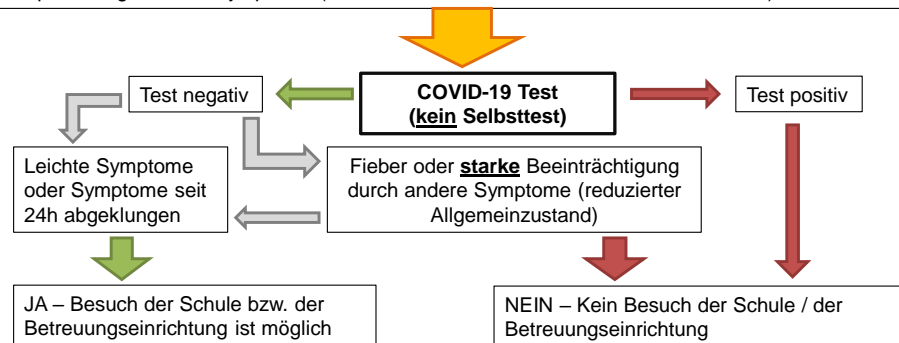 COVID-19 Test
(kein Selbsttest)
Test negativ
Test positiv
Leichte Symptome
oder Symptome seit
24h abgeklungen
Fieber oder starke Beeinträchtigung
durch andere Symptome (reduzierter
Allgemeinzustand)
JA – Besuch der Schule bzw. der
Betreuungseinrichtung ist möglich
NEIN – Kein Besuch der Schule / der
Betreuungseinrichtung